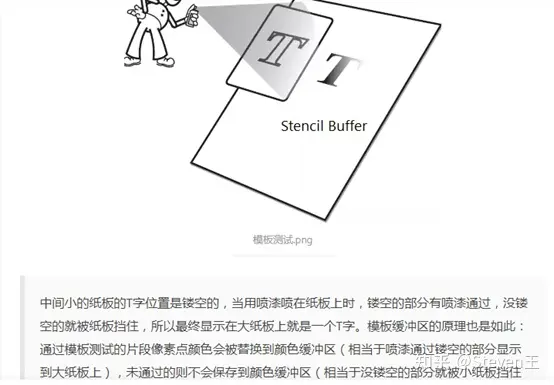 T T
Stencil Buffer
模板测试.png
中间小的纸板的T字位置是镂空的，当用喷漆喷在纸板上时，镂空的部分有喷漆通过，没镂
空的就被纸板挡住，所以最终显示在大纸板上就是一个T字。模板缓冲区的原理也是如此：
通过模板测试的片段像素点颜色会被替换到颜色缓冲区（相当于喷漆通过镂空的部分显示
到大纸板上），未通过的则不会保存到颜色缓冲区（相当于没镂空的部分就被小纸板挡住
知乎 @Steven王